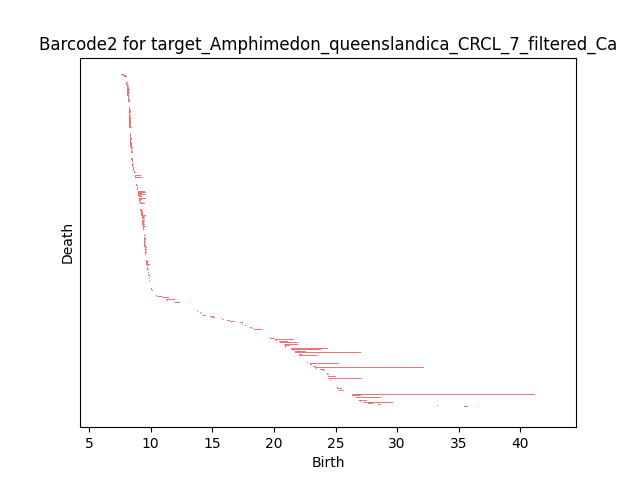 Barcode2 for target_Amphimedon_queenslandica_CRCL_7_filtered_Ca
Death
5 10 15 20 25 30 35 40
Birth